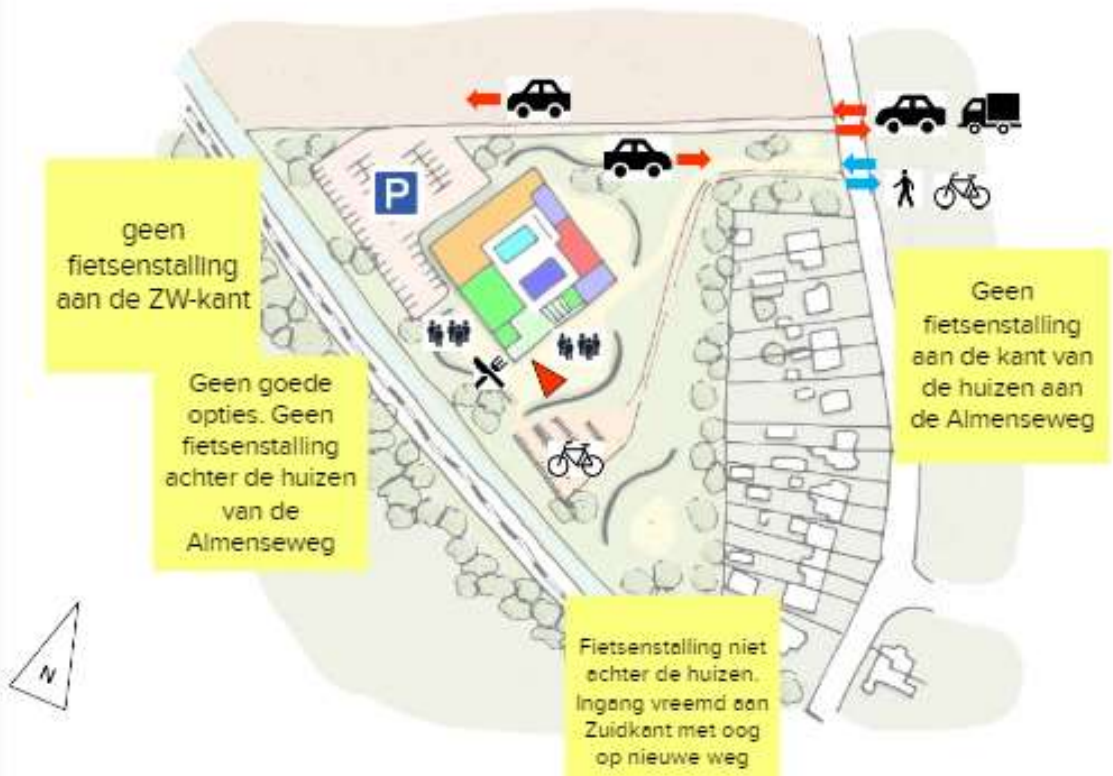 P
geen
fietsenstalling
aan de ZW-kant
Geen goede
opties. Geen
fietsenstalling
achter de huizen
van de
Almenseweg
Geen
fietsenstalling
aan de kant van
de huizen aan
de Almenseweg
Fietsenstalling niet
achter de huizen.
Ingang vreemd aan
Zuidkant met oog
op nieuwe weg
N